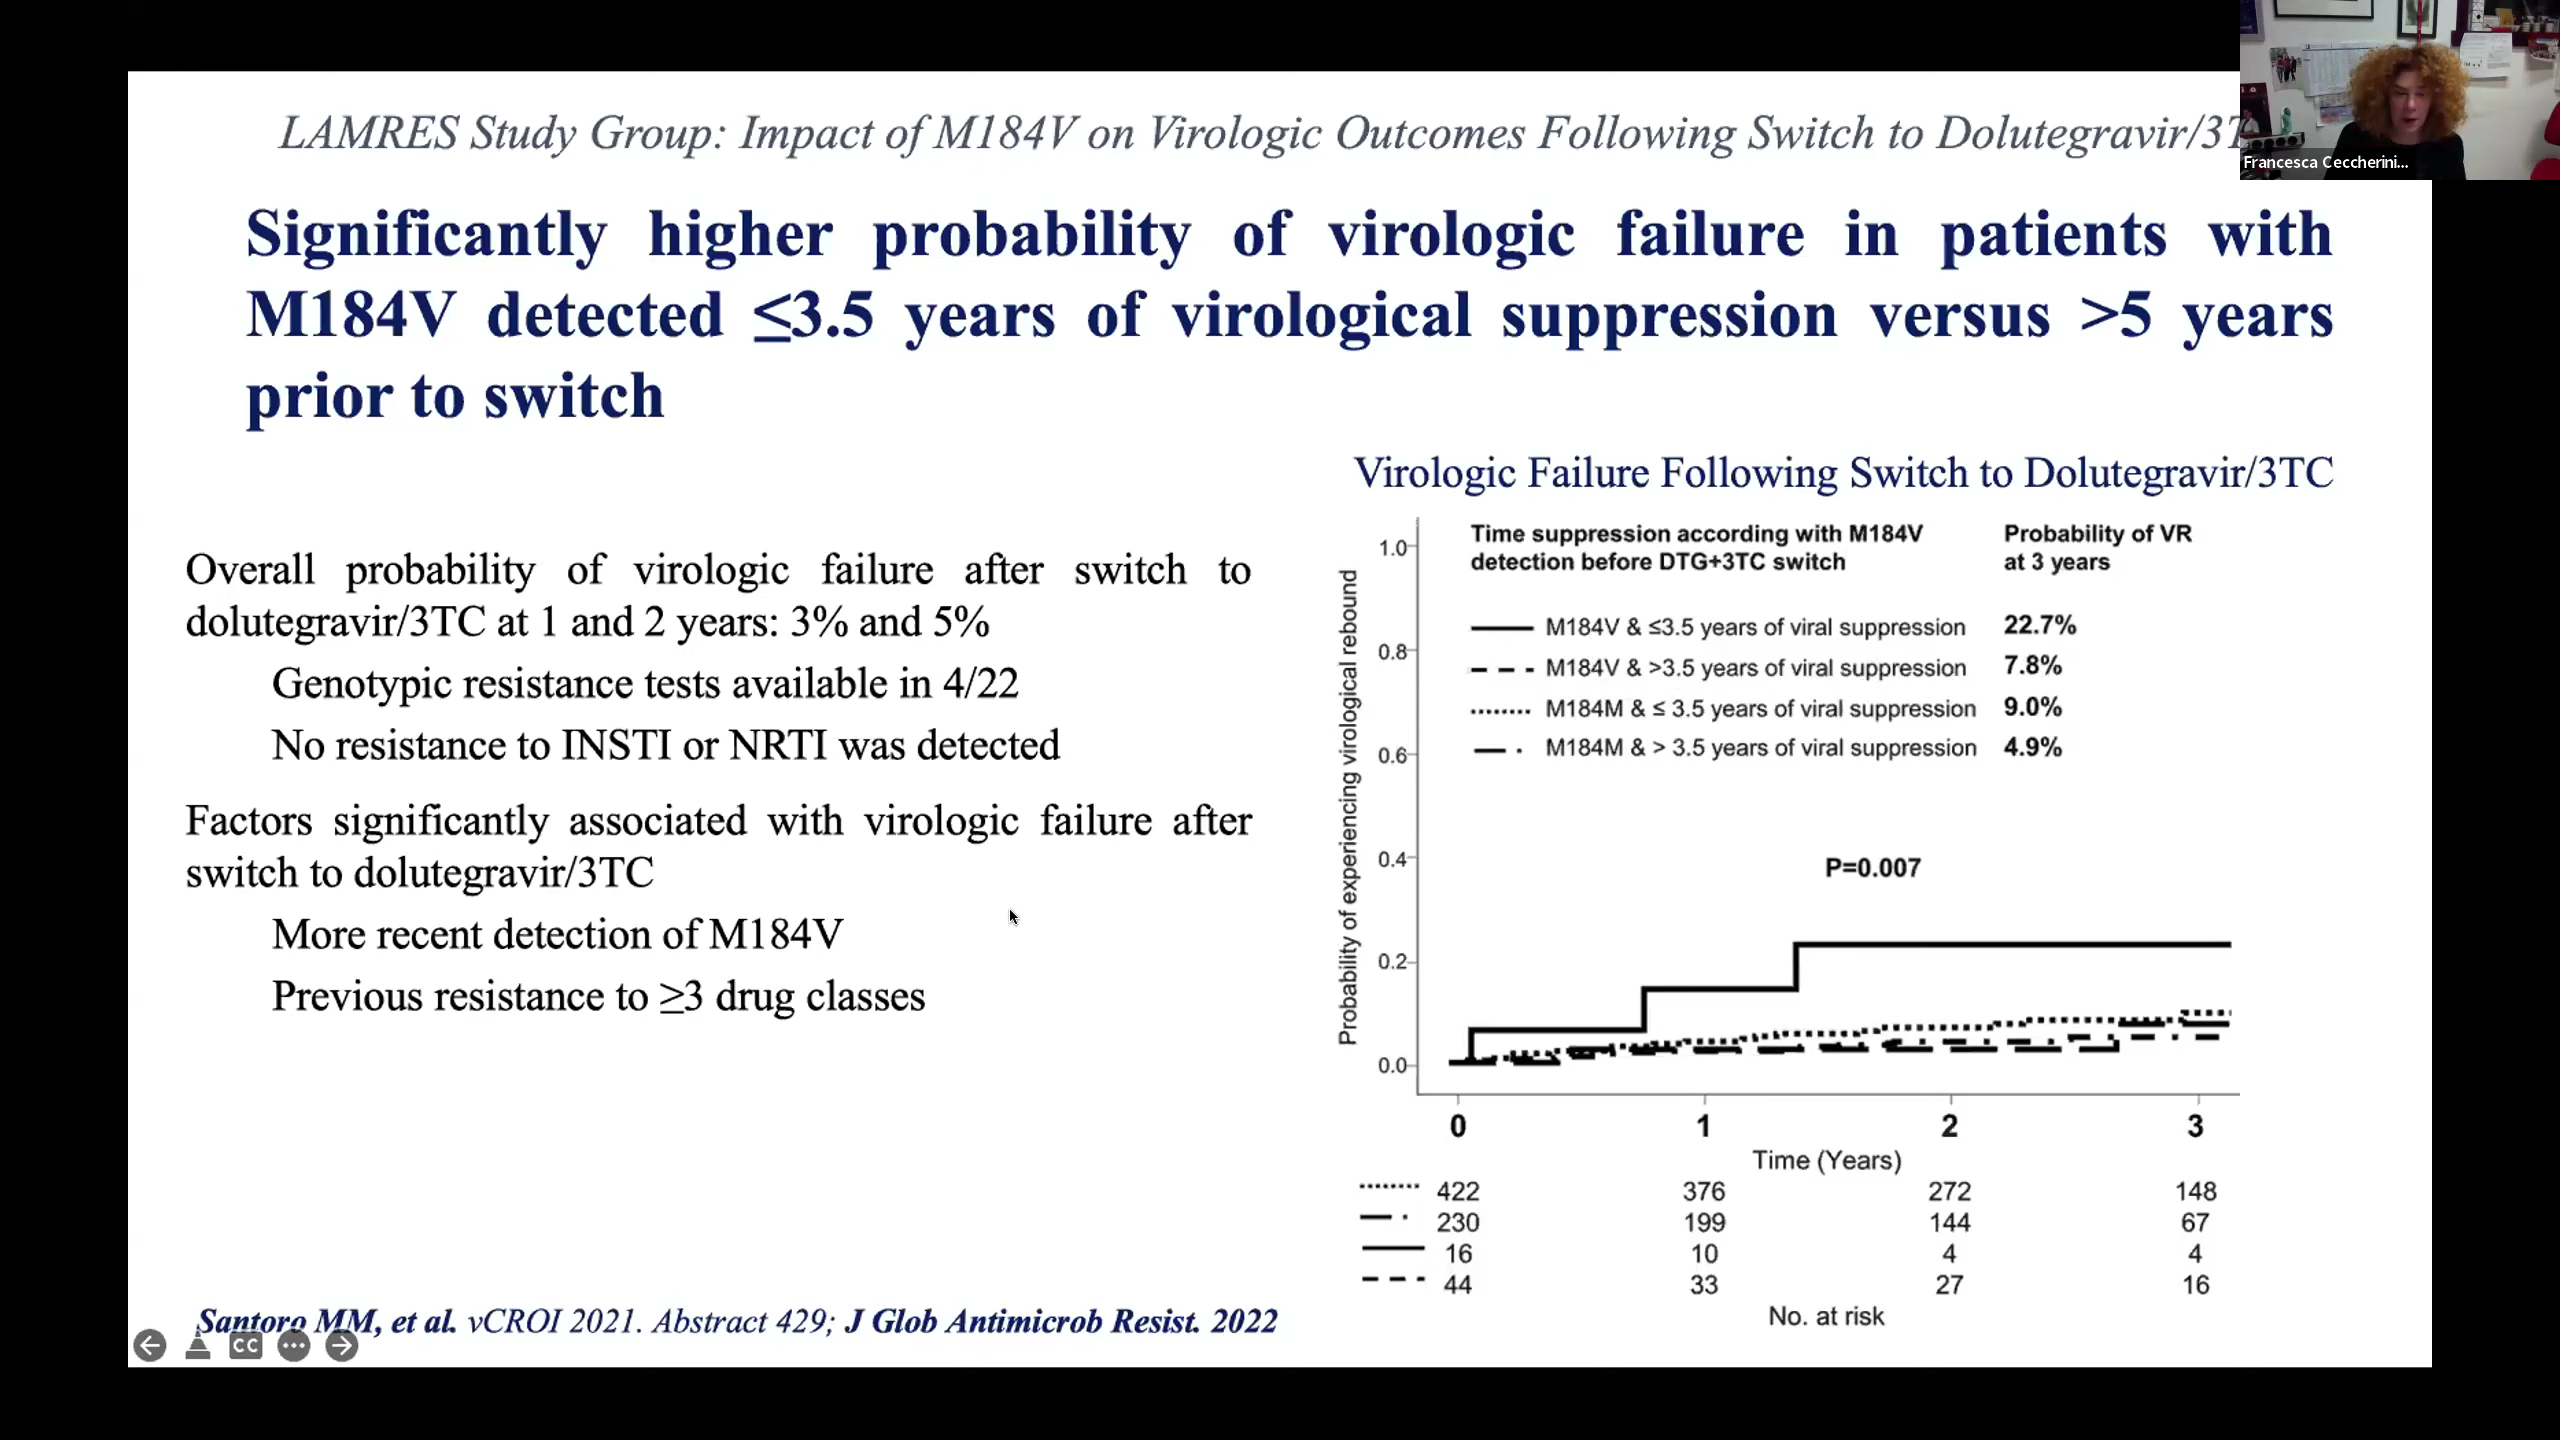 LAMRES Study Group: Impact of M184V on Virologic Outcomes Following Switch to Dolutegravir/3T
Francesca Ceccherini...
Significantly higher probability of virologic failure in patients with
M184V detected ≤3.5 years of virological suppression versus >5 years
prior to switch
Overall probability of virologic failure after switch to
dolutegravir/3TC at 1 and 2 years: 3% and 5%
Genotypic resistance tests available in 4/22
No resistance to INSTI or NRTI was detected
Factors significantly associated with virologic failure after
switch to dolutegravir/3TC
More recent detection of M184V
Previous resistance to ≥3 drug classes
Virologic Failure Following Switch to Dolutegravir/3TC
Time suppression according with M184V Probability of VR
detection before DTG+3TC switch at 3 years
M184V & ≤3.5 years of viral suppression 22.7%
M184V & >3.5 years of viral suppression 7.8%
M184M & ≤ 3.5 years of viral suppression 9.0%
M184M & > 3.5 years of viral suppression 4.9%
P=0.007
Probability of experiencing virological rebound
1.0
0.8
0.6
0.4
0.2
0.0
0 1 2 3
Time (Years)
422 376 272 148
230 199 144 67
16 10 4 4
44 33 27 16
No. at risk
Santoro MM, et al. vCROI 2021. Abstract 429; J Glob Antimicrob Resist. 2022
CC